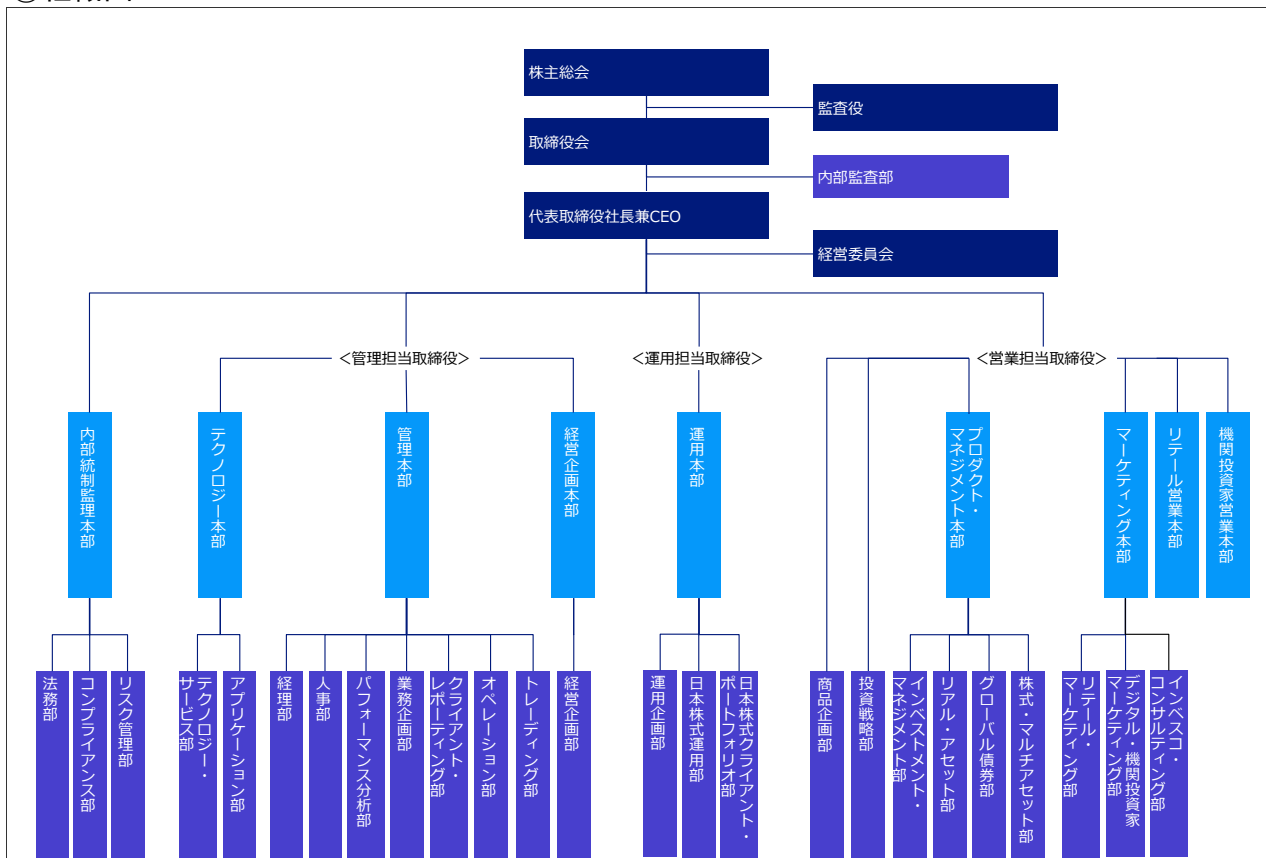 株主総会
監査役
取締役会
内部監査部
代表取締役社長兼CEO
経営委員会
<管理担当取締役>
<運用担当取締役>
<営業担当取締役>
内部統制監理本部
テクノロジー本部
管理本部
経営企画本部
運用本部
プロダクト・
マネジメント本部
マーケティング本部
リテール営業本部
機関投資家営業本部
法務部
コンプライアンス部
リスク管理部
テクノロジー・
サービス部
アプリケーション部
経理部
人事部
パフォーマンス分析部
業務企画部
クライアント・
レポーティング部
オペレーション部
トレーディング部
経営企画部
運用企画部
日本株式運用部
日本株式クライアント・
ポートフォリオ部
商品企画部
投資戦略部
インベストメント・
マネジメント部
リアル・アセット部
グローバル債券部
株式・マルチアセット部
リテール・
マーケティング部
デジタル・機関投資家
マーケティング部
インベスコ・
コンサルティング部